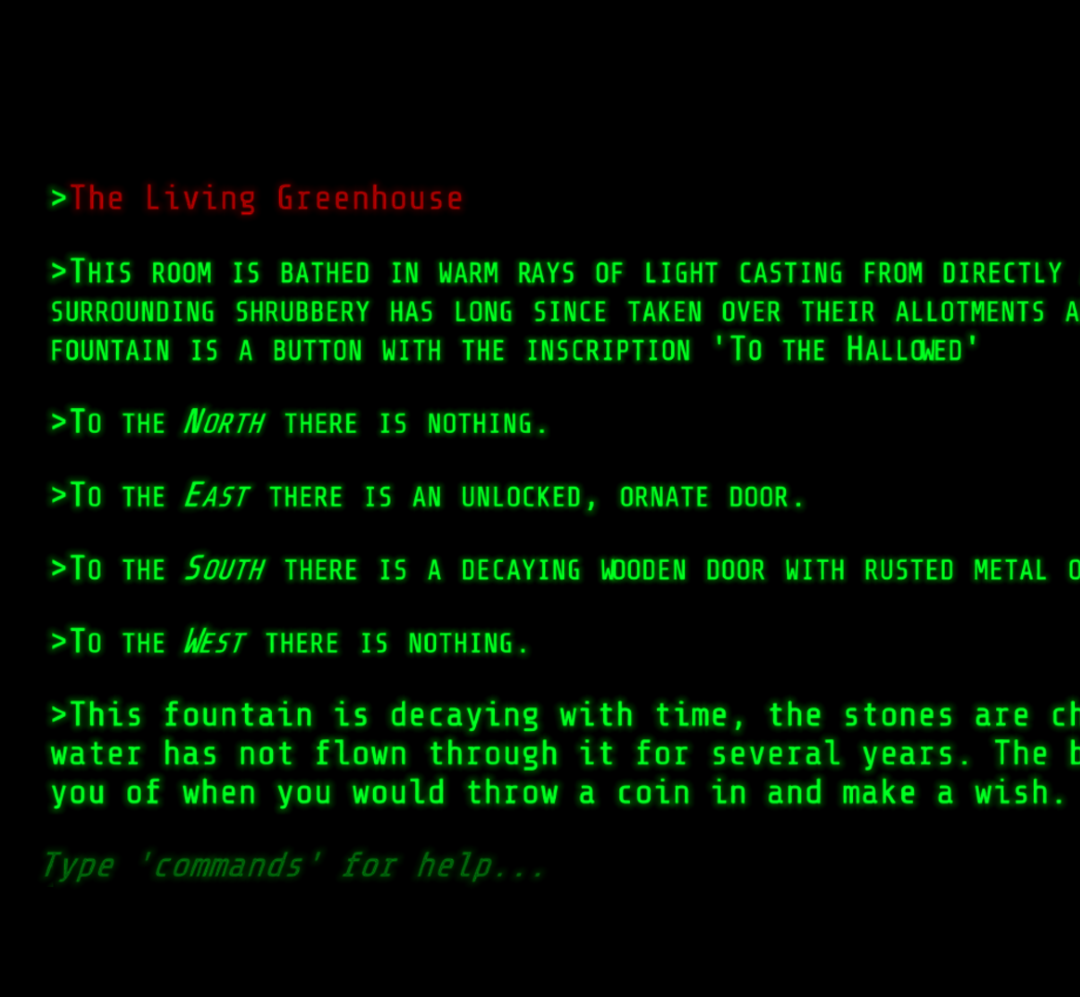 >The Living Greenhouse
>This room is bathed in warm rays of light casting from directly
surrounding shrubbery has long since taken over their allotments
fountain is a button with the inscription 'To the Hallowed'
>To the North there is nothing.
>To the East there is an unlocked, ornate door.
>To the South there is a decaying wooden door with rusted metal
>To the West there is nothing.
>This fountain is decaying with time, the stones are
water has not flown through it for several years. The
you of when you would throw a coin in and make a wish.
Type 'commands' for help...